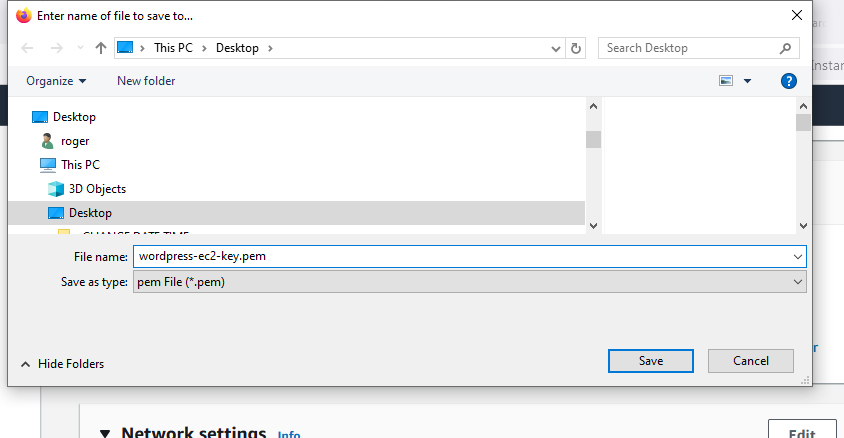 Enter name of file to save to...
This PC > Desktop >
Search Desktop
Organize
New folder
?
Desktop
roger
This PC
3D Objects
Desktop
File name: wordpress-ec2-key.pem
Save as type: pem File (*.pem)
Hide Folders
Save
Cancel
Network settings Info
Edit